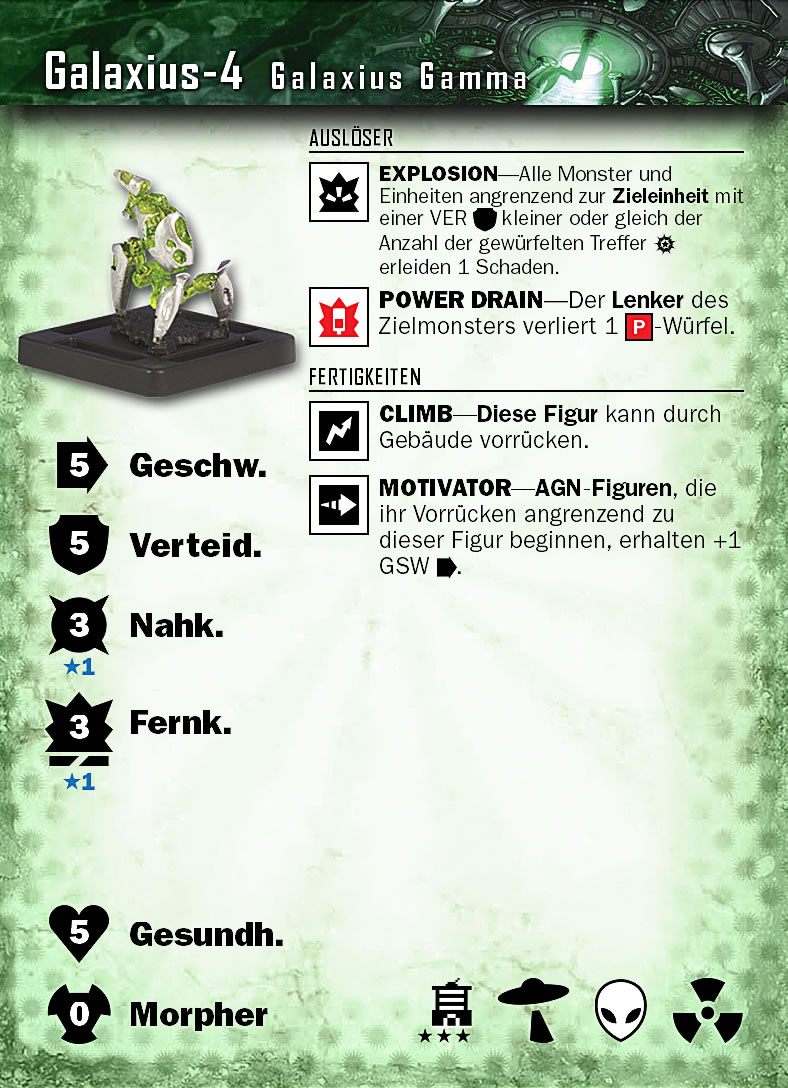 Galaxius-4 Galaxius Gamma
AUSLÖSER
EXPLOSION—Alle Monster und
Einheiten angrenzend zur Zieleinheit mit
einer VER kleiner oder gleich der
Anzahl der gewürfelten Treffer
erleiden 1 Schaden.
POWER DRAIN—Der Lenker des
Zielmonsters verliert 1 P-Würfel.
FERTIGKEITEN
CLIMB—Diese Figur kann durch
Gebäude vorrücken.
MOTIVATOR—AGN-Figuren, die
ihr Vorrücken angrenzend zu
dieser Figur beginnen, erhalten +1
GSW.
5 Geschw.
5 Verteid.
3 Nahk.
★1
3 Fernk.
★1
5 Gesundh.
0 Morpher
★★★